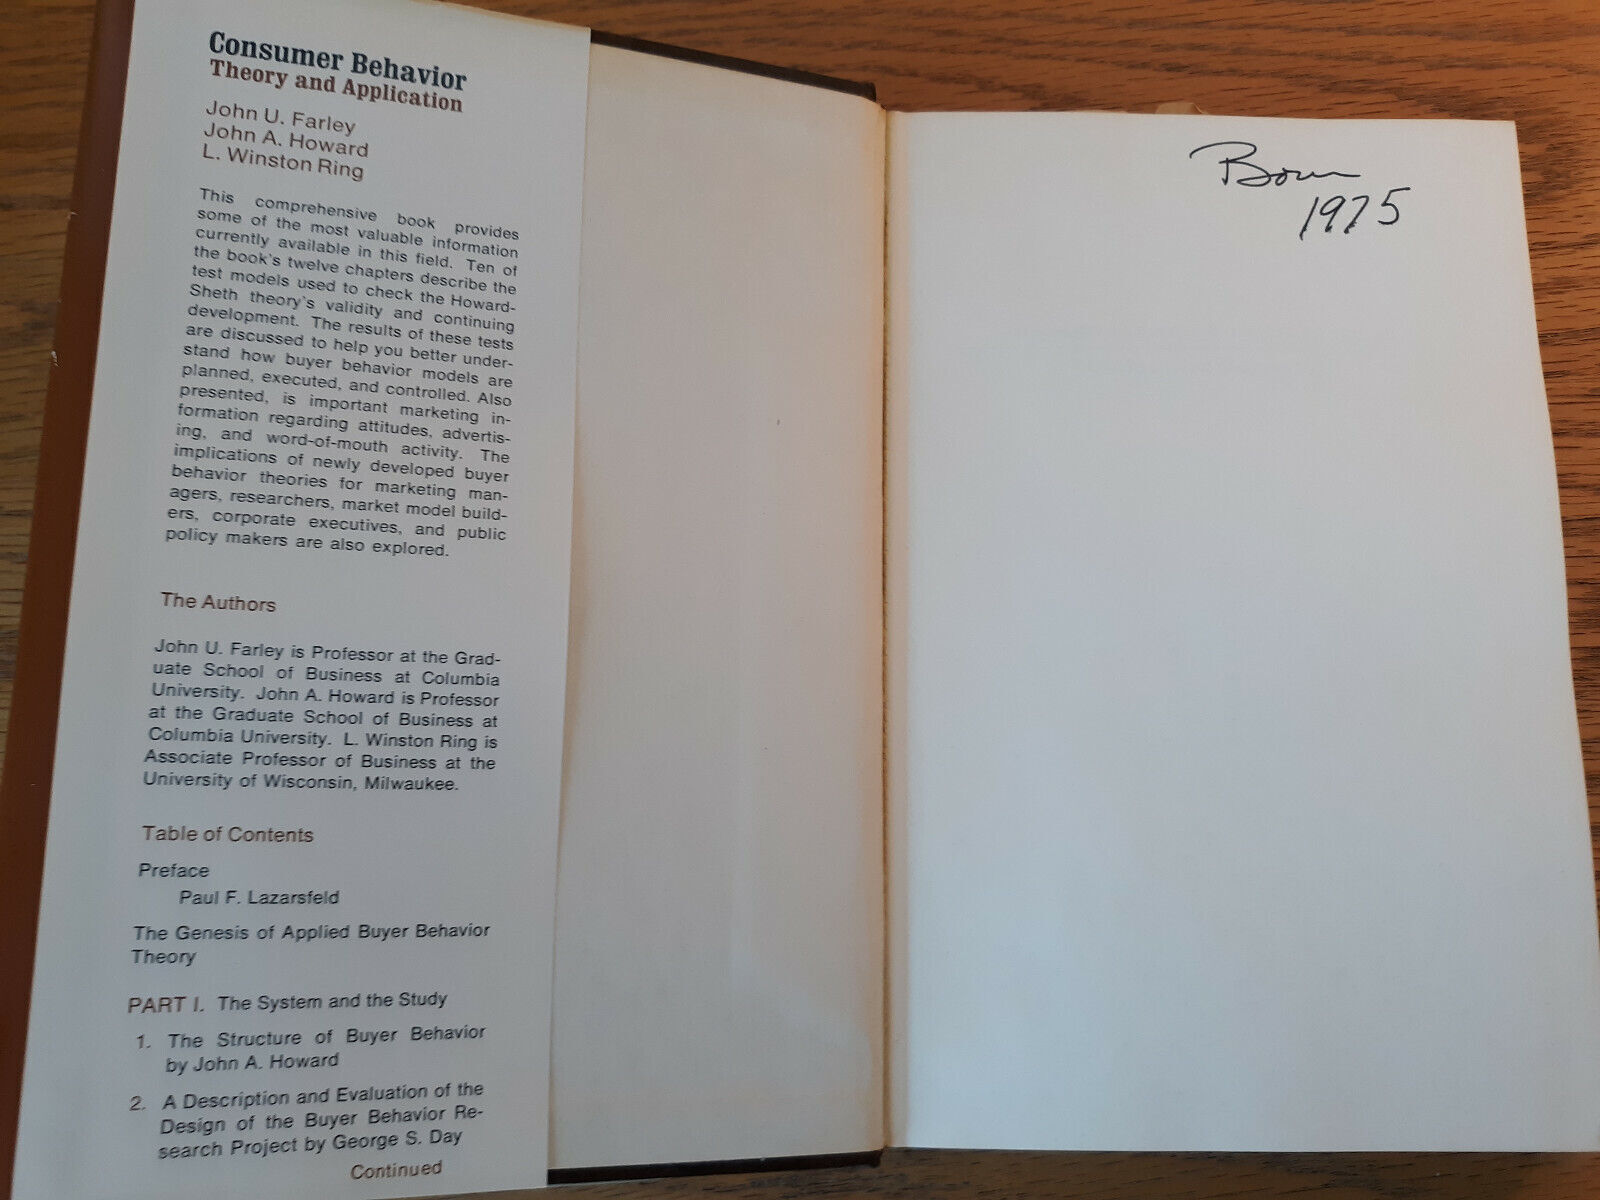 Consumer Behavior
Theory and Application
John U. Farley
John A. Howard
L. Winston Ring
This comprehensive book provides
some of the most valuable information
currently available in this field. Ten of
the book's twelve chapters describe the
test models used to check the Howard-
Sheth theory's validity and continuing
development. The results of these tests
are discussed to help you better under-
stand how buyer behavior models are
planned, executed, and controlled. Also
presented, is important marketing in-
formation regarding attitudes, advertis-
ing, and word-of-mouth activity. The
implications of newly developed buyer
behavior theories for marketing man-
agers, researchers, market model build-
ers, corporate executives, and public
policy makers are also explored.
The Authors
John U. Farley is Professor at the Grad-
uate School of Business at Columbia
University. John A. Howard is Professor
at the Graduate School of Business at
Columbia University. L. Winston Ring is
Associate Professor of Business at the
University of Wisconsin, Milwaukee.
Table of Contents
Preface
Paul F. Lazarsfeld
The Genesis of Applied Buyer Behavior
Theory
PART I. The System and the Study
1. The Structure of Buyer Behavior
by John A. Howard
2. A Description and Evaluation of the
Design of the Buyer Behavior Re-
search Project by George S. Day
Continued
1975